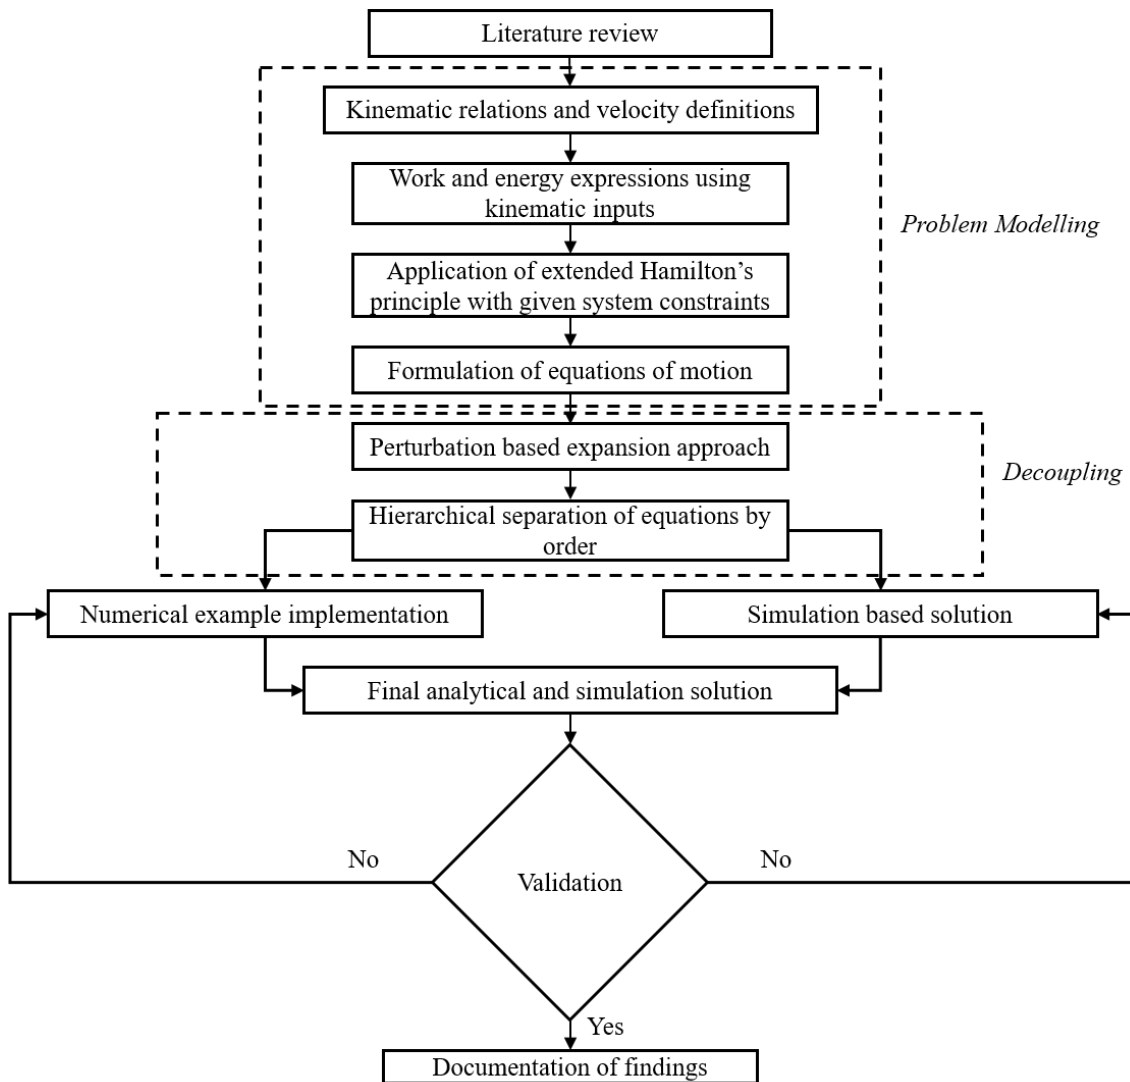 Literature review
Kinematic relations and velocity definitions
Work and energy expressions using
kinematic inputs
Problem Modelling
Application of extended Hamilton’s
principle with given system constraints
Formulation of equations of motion
Perturbation based expansion approach
Decoupling
Hierarchical separation of equations by
order
Numerical example implementation
Simulation based solution
Final analytical and simulation solution
No
No
Validation
Yes
Documentation of findings